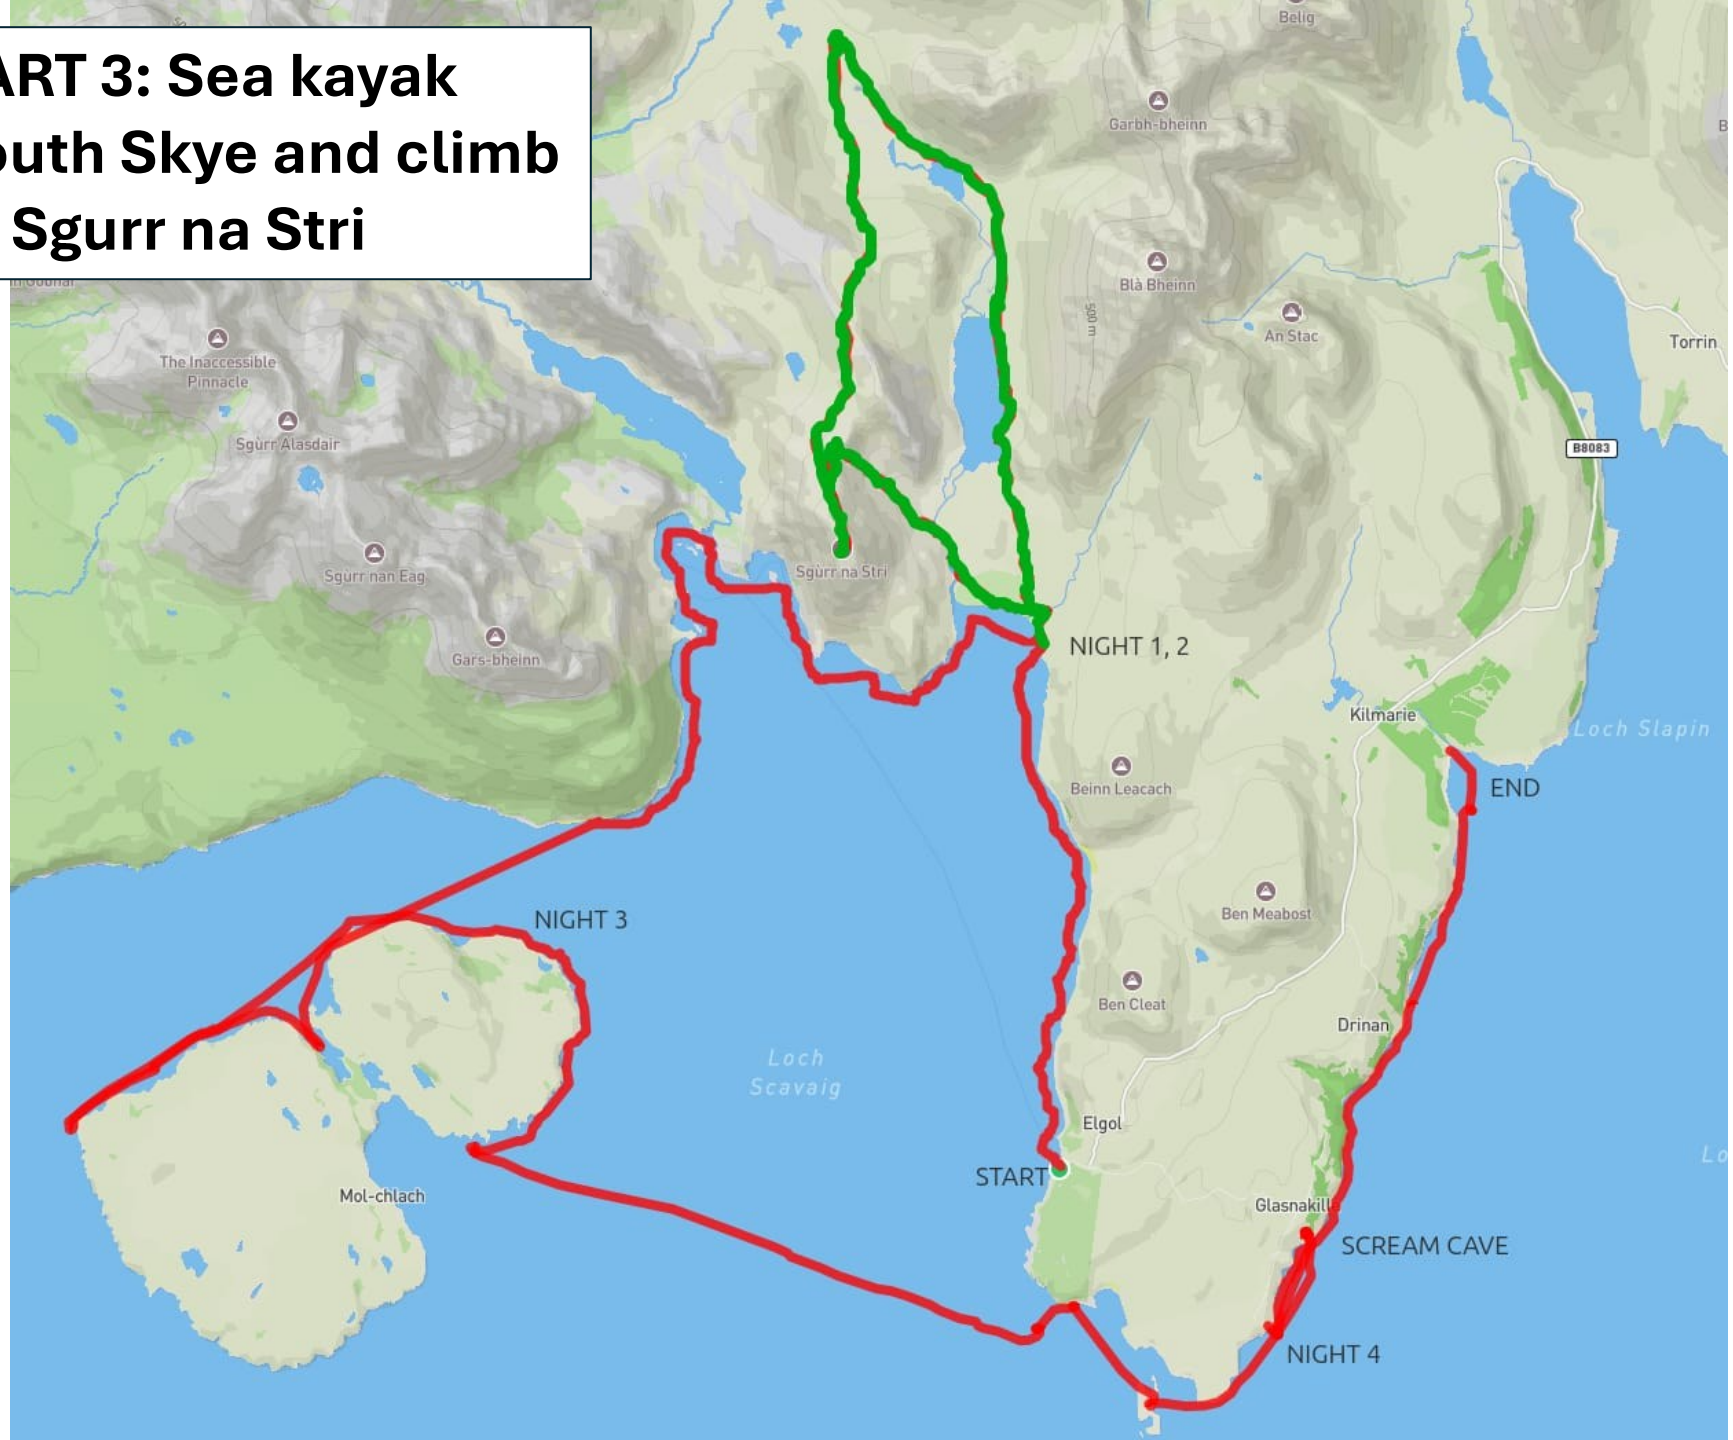 ART 3: Sea kayak
outh Skye and climb
Sgurr na Stri
Belig
Garbh-bheinn
Blà Bheinn
An Stac
500 m
Torrin
B8083
The Inaccessible
Pinnacle
Sgùrr Alasdair
Sgùrr nan Eag
Gars-bheinn
Sgùrr na Stri
NIGHT 1, 2
Kilmarie
Loch Slapin
Beinn Leacach
END
Ben Meabost
NIGHT 3
Ben Cleat
Drinan
Loch
Scavaig
Elgol
START
Mol-chlach
Glasnakille
SCREAM CAVE
NIGHT 4
Lo